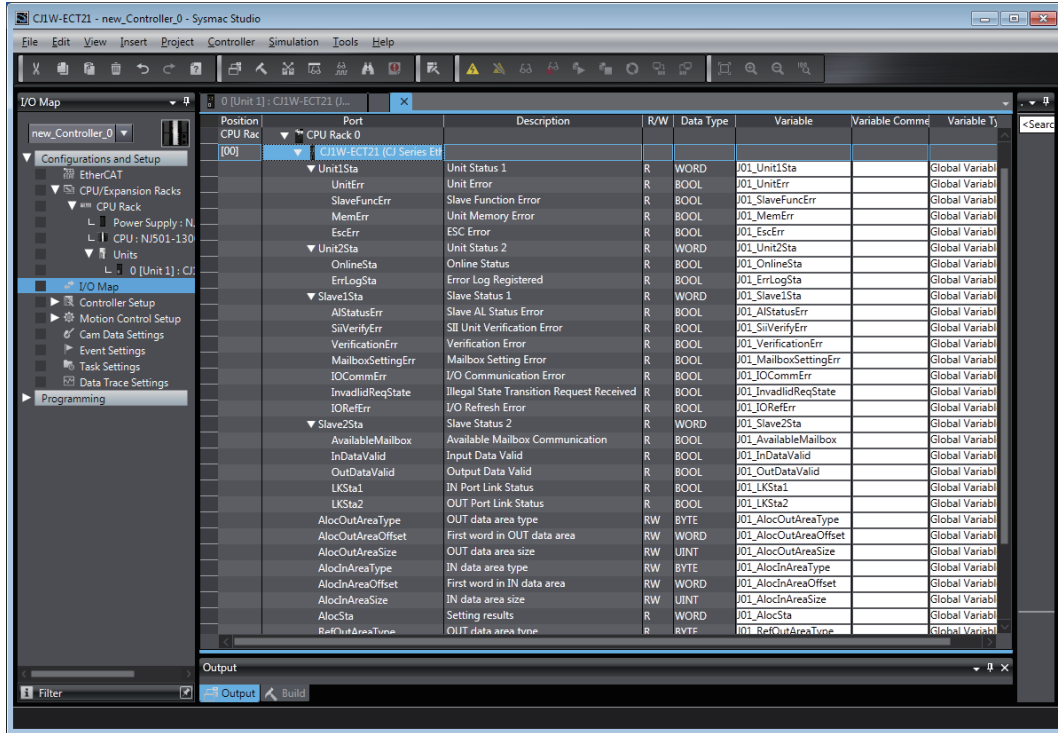 CJ1W-ECT21 - new_Controller_0 - Sysmac Studio
File Edit View Insert Project Controller Simulation Tools Help
I/O Map
new_Controller_0
Configurations and Setup
EtherCAT
CPU/Expansion Racks
CPU Rack
Power Supply : N.
CPU : NJ501-130
Units
0 [Unit 1] : CJ
I/O Map
Controller Setup
Motion Control Setup
Cam Data Settings
Event Settings
Task Settings
Data Trace Settings
Programming
Filter
0 [Unit 1] : CJ1W-ECT21 (J...
Position Port Description R/W Data Type Variable Variable Comme Variable Ty
CPU Rac CPU Rack 0
[00] CJ1W-ECT21 (CJ Series Eth
Unit1Sta Unit Status 1 R WORD J01_Unit1Sta Global Variabl
UnitErr Unit Error R BOOL J01_UnitErr Global Variabl
SlaveFuncErr Slave Function Error R BOOL J01_SlaveFuncErr Global Variabl
MemErr Unit Memory Error R BOOL J01_MemErr Global Variabl
EscErr ESC Error R BOOL J01_EscErr Global Variabl
Unit2Sta Unit Status 2 R WORD J01_Unit2Sta Global Variabl
OnlineSta Online Status R BOOL J01_OnlineSta Global Variabl
ErrLogSta Error Log Registered R BOOL J01_ErrLogSta Global Variabl
Slave1Sta Slave Status 1 R WORD J01_Slave1Sta Global Variabl
AlStatusErr Slave AL Status Error R BOOL J01_AlStatusErr Global Variabl
SiiVerifyErr SII Unit Verification Error R BOOL J01_SiiVerifyErr Global Variabl
VerificationErr Verification Error R BOOL J01_VerificationErr Global Variabl
MailboxSettingErr Mailbox Setting Error R BOOL J01_MailboxSettingErr Global Variabl
IOCommErr I/O Communication Error R BOOL J01_IOCommErr Global Variabl
InvadlidReqState Illegal State Transition Request Received R BOOL J01_InvadlidReqState Global Variabl
IORefErr I/O Refresh Error R BOOL J01_IORefErr Global Variabl
Slave2Sta Slave Status 2 R WORD J01_Slave2Sta Global Variabl
AvailableMailbox Available Mailbox Communication R BOOL J01_AvailableMailbox Global Variabl
InDataValid Input Data Valid R BOOL J01_InDataValid Global Variabl
OutDataValid Output Data Valid R BOOL J01_OutDataValid Global Variabl
LKSta1 IN Port Link Status R BOOL J01_LKSta1 Global Variabl
LKSta2 OUT Port Link Status R BOOL J01_LKSta2 Global Variabl
AlocOutAreaType OUT data area type RW BYTE J01_AlocOutAreaType Global Variabl
AlocOutAreaOffset First word in OUT data area RW WORD J01_AlocOutAreaOffset Global Variabl
AlocOutAreaSize OUT data area size RW UINT J01_AlocOutAreaSize Global Variabl
AlocInAreaType IN data area type RW BYTE J01_AlocInAreaType Global Variabl
AlocInAreaOffset First word in IN data area RW WORD J01_AlocInAreaOffset Global Variabl
AlocInAreaSize IN data area size RW UINT J01_AlocInAreaSize Global Variabl
AlocSta Setting results R WORD J01_AlocSta Global Variabl
RefOutAreaType OUT data area type R BYTE J01_RefOutAreaType Global Variabl
<Searc
Output
Output Build